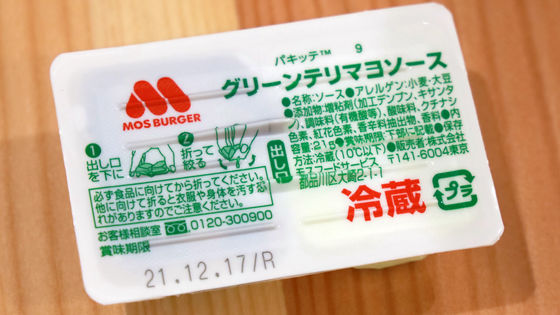 パキッテ™ 9
グリーンテリマヨソース
MOS BURGER
●名称:ソース●アレルゲン:小麦・大豆
●添加物:増粘剤(加工デンプン、キサンタ
ン)、調味料(有機酸等)、酸味料、クチナシ
色素、紅花色素、香辛料抽出物、香料●内
容量:21g●賞味期限:下部に記載●保存
方法:冷蔵(10℃以下)●販売者:株式会社
モスフードサービス 〒141-6004東京
都品川区大崎2-1-1
1 出し口
を下に
2 折って
絞る
出し口
必ず食品に向けてから折ってください。
他に向けて折ると衣服や身体を汚す恐
れがありますのでご注意ください。
お客様相談室 0120-300900
賞味期限
冷蔵
プラ
21.12.17/R